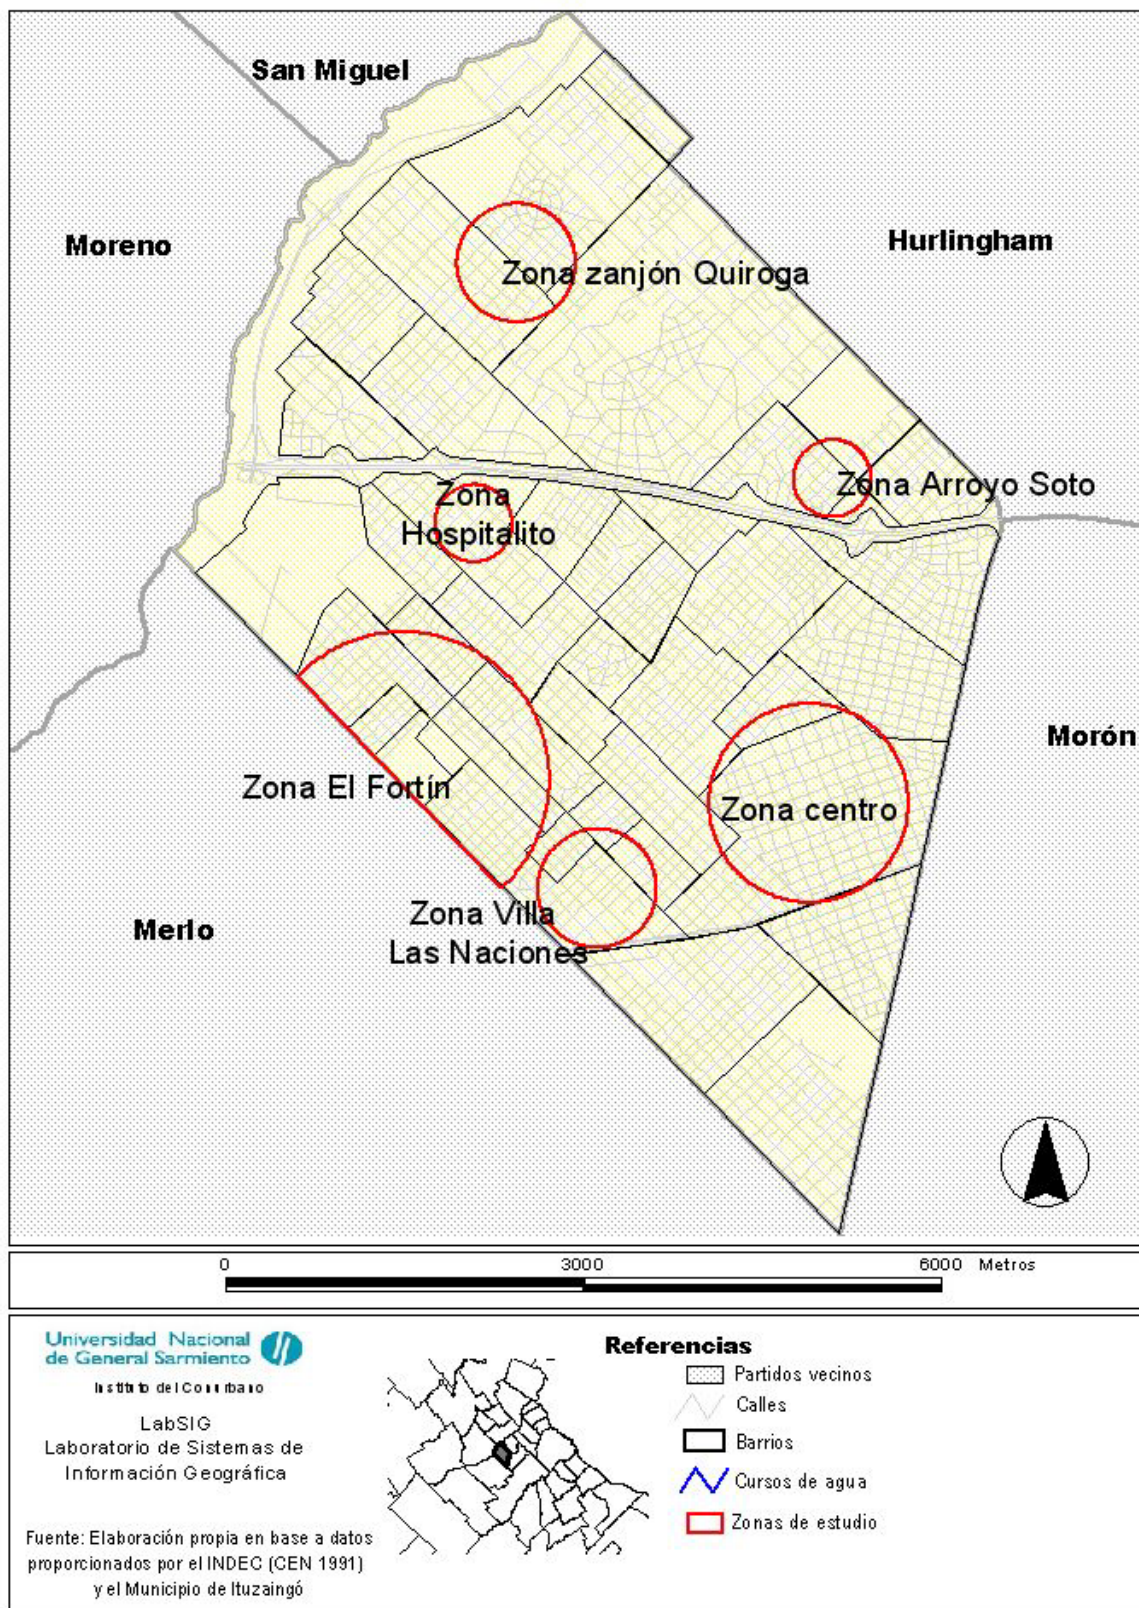 San Miguel
Moreno
Hurlingham
Zona zanjón Quiroga
Zona Arroyo Soto
Zona
Hospitalito
Morón
Zona El Fortín
Zona centro
Merlo
Zona Villa
Las Naciones
0 3000 6000 Metros
Universidad Nacional
de General Sarmiento
Instituto del Conurbano
LabSIG
Laboratorio de Sistemas de
Información Geográfica
Fuente: Elaboración propia en base a datos
proporcionados por el INDEC (CEN 1991)
y el Municipio de Ituzaingó
Referencias
Partidos vecinos
Calles
Barrios
Cursos de agua
Zonas de estudio